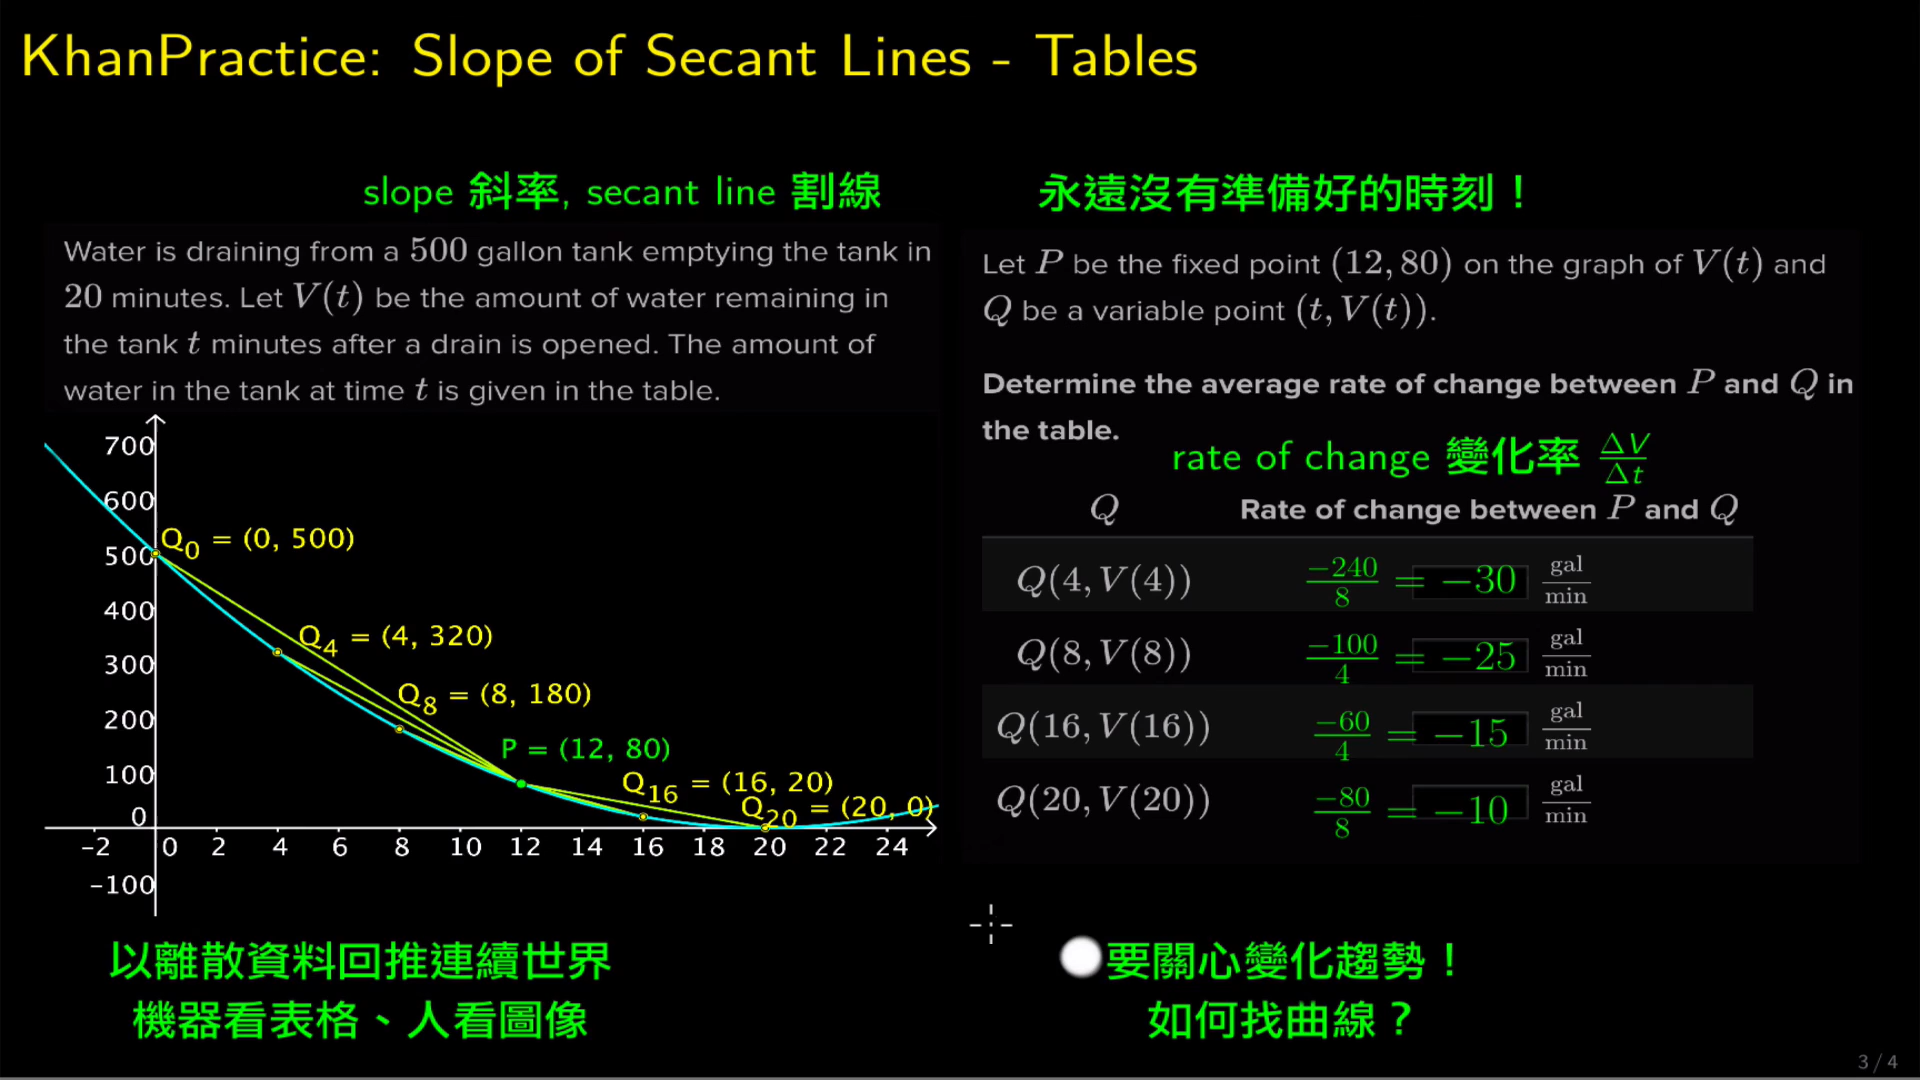 KhanPractice: Slope of Secant Lines - Tables
slope 斜率, secant line 割線
Water is draining from a 500 gallon tank emptying the tank in
20 minutes. Let V(t) be the amount of water remaining in
the tank t minutes after a drain is opened. The amount of
water in the tank at time t is given in the table.
700
600
500
400
300
200
100
0
-100
-2 0 2 4 6 8 10 12 14 16 18 20 22 24
Q₀ = (0, 500)
Q₄ = (4, 320)
Q₈ = (8, 180)
P = (12, 80)
Q₁₆ = (16, 20)
Q₂₀ = (20, 0)
以離散資料回推連續世界
機器看表格、人看圖像
永遠沒有準備好的時刻！
Let P be the fixed point (12, 80) on the graph of V(t) and
Q be a variable point (t, V(t)).
Determine the average rate of change between P and Q in
the table.
rate of change 變化率 ΔV/Δt
Q Rate of change between P and Q
Q(4, V(4)) -240/8 = -30 gal/min
Q(8, V(8)) -100/4 = -25 gal/min
Q(16, V(16)) -60/4 = -15 gal/min
Q(20, V(20)) -80/8 = -10 gal/min
要關心變化趨勢！
如何找曲線？
3 / 4